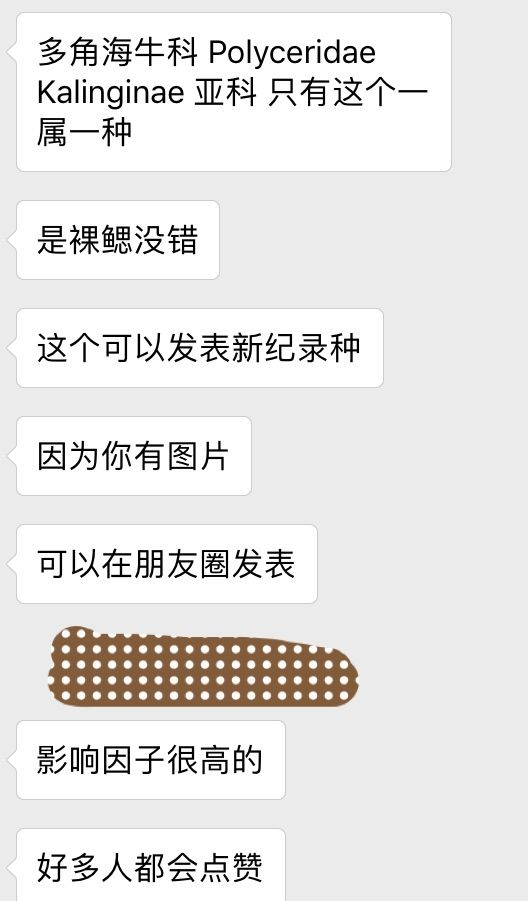 多角海牛科 Polyceridae
Kalinginae 亚科 只有这个一
属一种
是裸鳃没错
这个可以发表新纪录种
因为你有图片
可以在朋友圈发表
影响因子很高的
好多人都会点赞